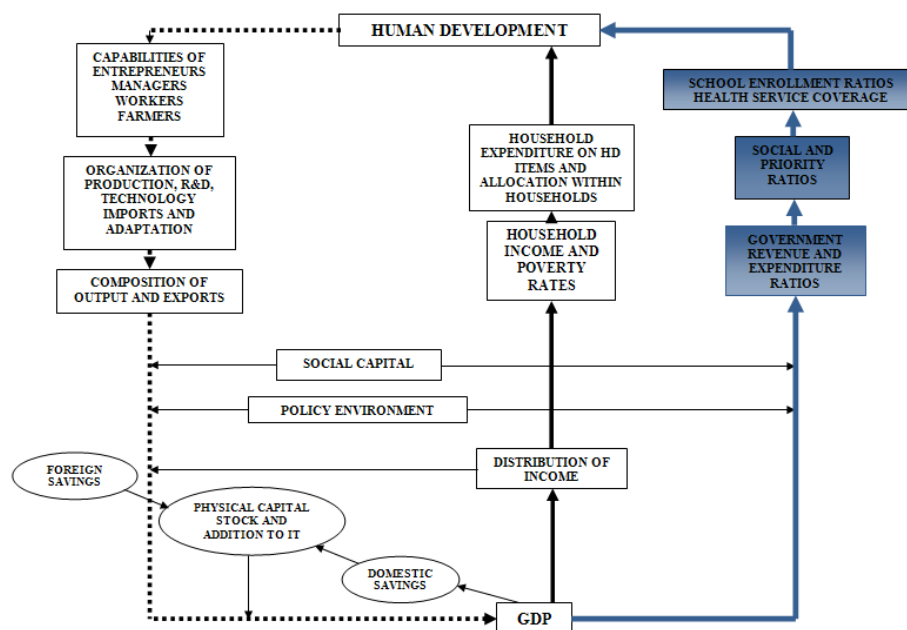 HUMAN DEVELOPMENT
CAPABILITIES OF
ENTREPRENEURS
MANAGERS
WORKERS
FARMERS
SCHOOL ENROLLMENT RATIOS
HEALTH SERVICE COVERAGE
HOUSEHOLD
EXPENDITURE ON HD
ITEMS AND
ALLOCATION WITHIN
HOUSEHOLDS
SOCIAL AND
PRIORITY
RATIOS
ORGANIZATION OF
PRODUCTION, R&D,
TECHNOLOGY
IMPORTS AND
ADAPTATION
HOUSEHOLD
INCOME AND
POVERTY
RATES
GOVERNMENT
REVENUE AND
EXPENDITURE
RATIOS
COMPOSITION OF
OUTPUT AND EXPORTS
SOCIAL CAPITAL
POLICY ENVIRONMENT
FOREIGN
SAVINGS
DISTRIBUTION OF
INCOME
PHYSICAL CAPITAL
STOCK AND
ADDITION TO IT
DOMESTIC
SAVINGS
GDP